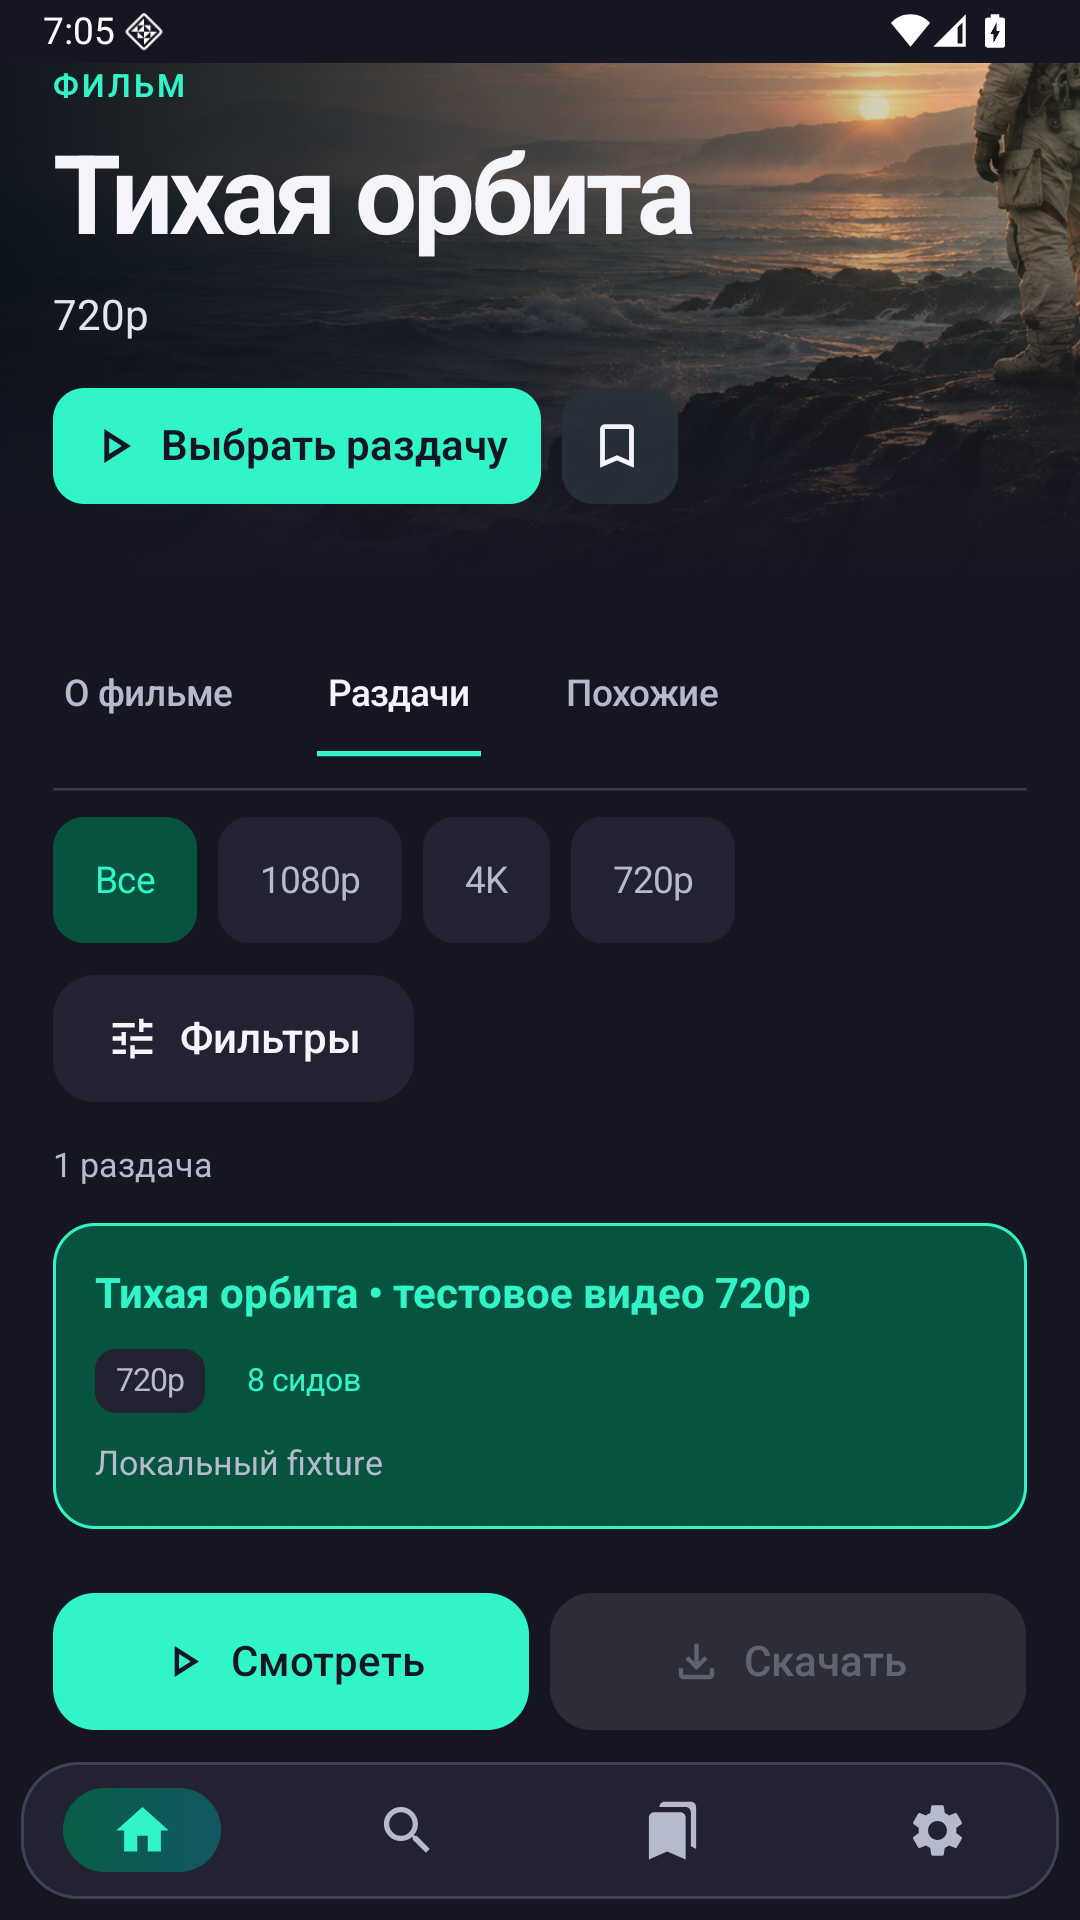 7:05
ФИЛЬМ
Тихая орбита
720p
Выбрать раздачу
О фильме Раздачи Похожие
Все 1080p 4K 720p
Фильтры
1 раздача
Тихая орбита • тестовое видео 720p
720p 8 сидов
Локальный fixture
Смотреть Скачать